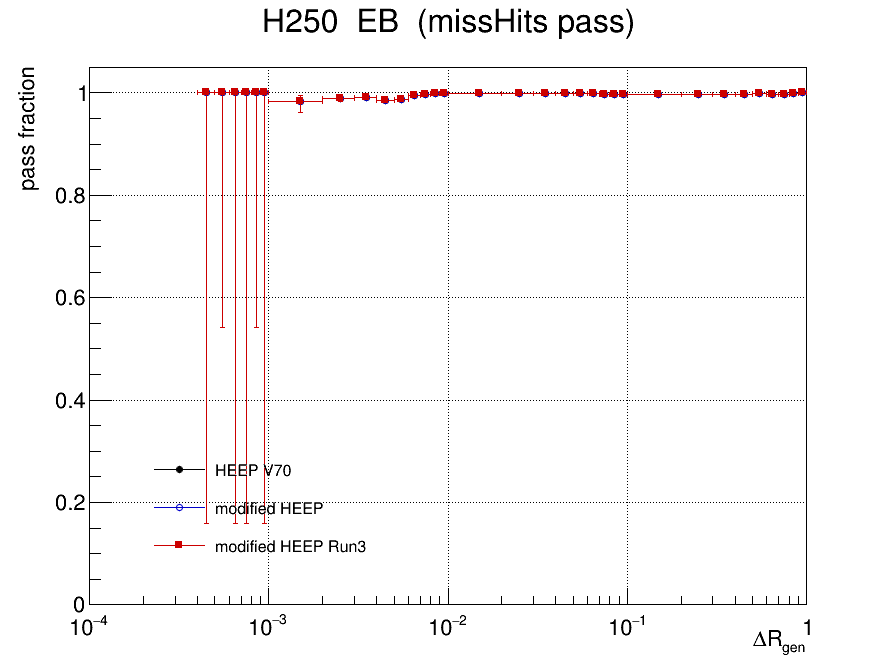 H250 EB (missHits pass)
pass fraction
1
0.8
0.6
0.4
0.2
0
HEEP V70
modified HEEP
modified HEEP Run3
10⁻⁴ 10⁻³ 10⁻² 10⁻¹ 1
ΔR_gen